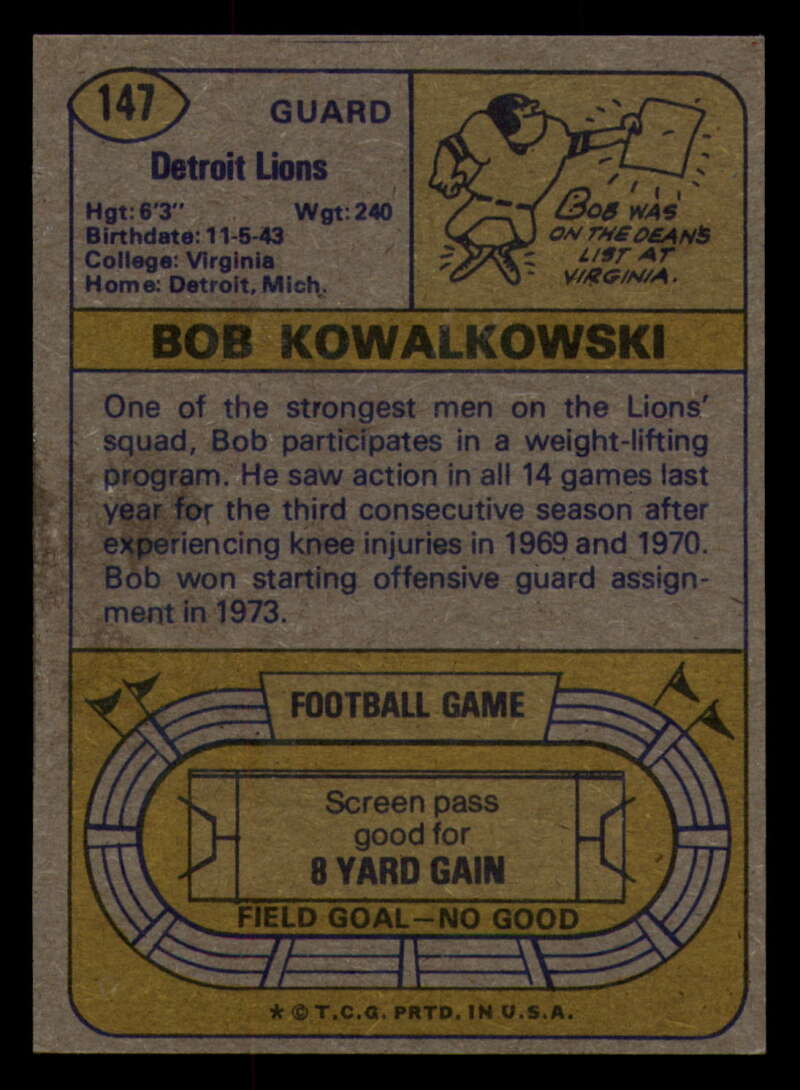 147
GUARD
Detroit Lions
Hgt: 6'3" Wgt: 240
Birthdate: 11-5-43
College: Virginia
Home: Detroit, Mich.
BOB WAS
ON THE DEAN'S
LIST AT
VIRGINIA.
BOB KOWALKOWSKI
One of the strongest men on the Lions'
squad, Bob participates in a weight-lifting
program. He saw action in all 14 games last
year for the third consecutive season after
experiencing knee injuries in 1969 and 1970.
Bob won starting offensive guard assign-
ment in 1973.
FOOTBALL GAME
Screen pass
good for
8 YARD GAIN
FIELD GOAL—NO GOOD
* © T.C.G. PRTD. IN U.S.A.